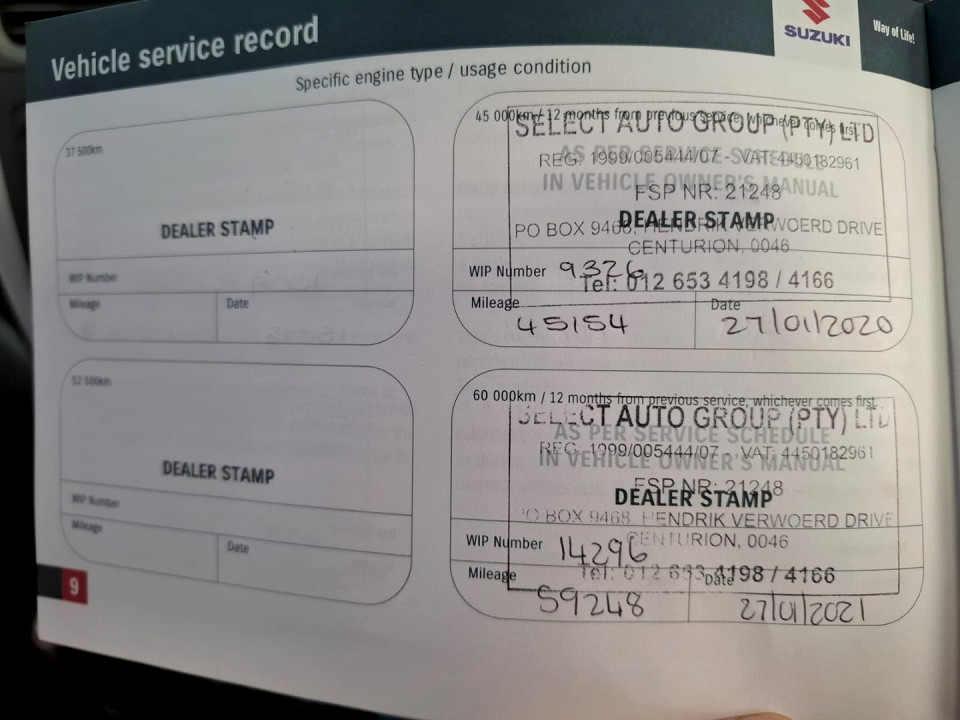 Vehicle service record
SUZUKI
Way of Life!
Specific engine type / usage condition
37 500km
DEALER STAMP
WIP Number
Mileage
Date
45 000km / 12 months from previous service, whichever comes first
SELECT AUTO GROUP (PTY) LTD
AS PER SERVICE SCHEDULE
REG: 1999/005444/07 - VAT: 4450182961
IN VEHICLE OWNER'S MANUAL
FSP NR: 21248
DEALER STAMP
PO BOX 9468, HENDRIK VERWOERD DRIVE
CENTURION, 0046
WIP Number 9326
Tel: 012 653 4198 / 4166
Mileage
Date
45154
27/01/2020
52 500km
DEALER STAMP
WIP Number
Mileage
Date
60 000km / 12 months from previous service, whichever comes first
SELECT AUTO GROUP (PTY) LTD
AS PER SERVICE SCHEDULE
REG: 1999/005444/07 - VAT: 4450182961
IN VEHICLE OWNER'S MANUAL
FSP NR: 21248
DEALER STAMP
PO BOX 9468, HENDRIK VERWOERD DRIVE
CENTURION, 0046
WIP Number 14296
Tel: 012 653 4198 / 4166
Mileage
Date
59248
27/01/2021
9